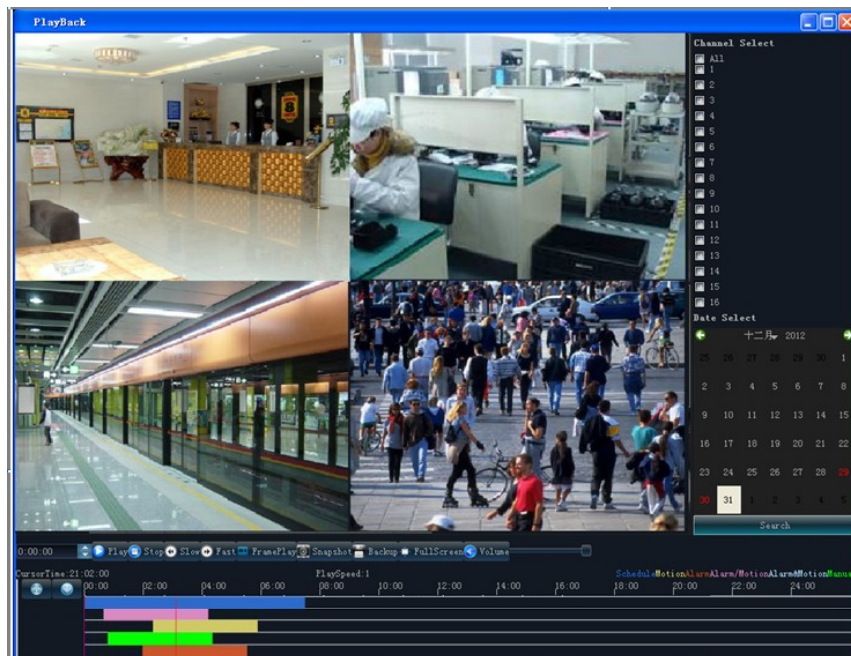 PlayBack
Channel Select
All
1
2
3
4
5
6
7
8
9
10
11
12
13
14
15
16
Date Select
十二月 2012
25 26 27 28 29 30 1
2 3 4 5 6 7 8
9 10 11 12 13 14 15
16 17 18 19 20 21 22
23 24 25 26 27 28 29
30 31 1 2 3 4 5
Search
0:00:00 Play Stop Slow Fast FramePlay Snapshot Backup FullScreen Volume
CursorTime:21:02:00 PlaySpeed:1 Schedule Motion Alarm Alarm/Motion Alarm&Motion Manu
00:00 02:00 04:00 06:00 08:00 10:00 12:00 14:00 16:00 18:00 20:00 22:00 24:00
8